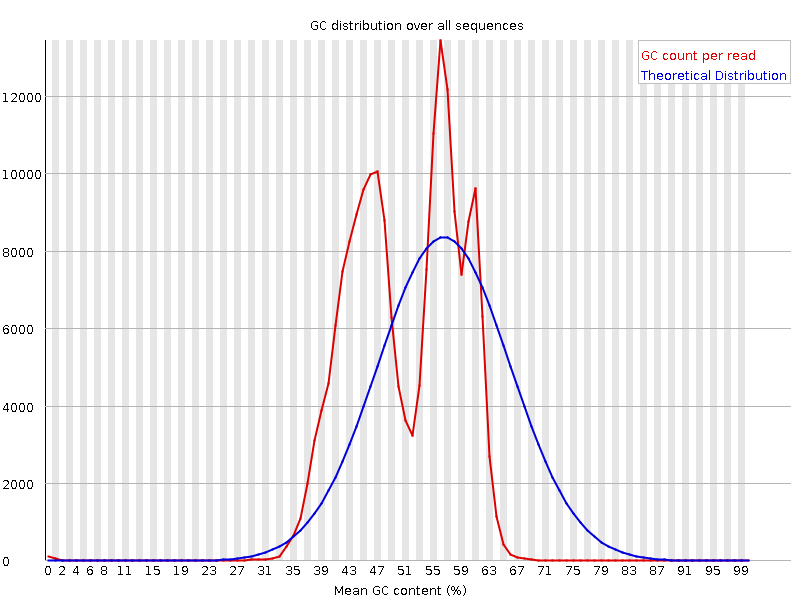 GC distribution over all sequences
GC count per read
Theoretical Distribution
12000
10000
8000
6000
4000
2000
0
0 2 4 6 8 11 15 19 23 27 31 35 39 43 47 51 55 59 63 67 71 75 79 83 87 91 95 99
Mean GC content (%)